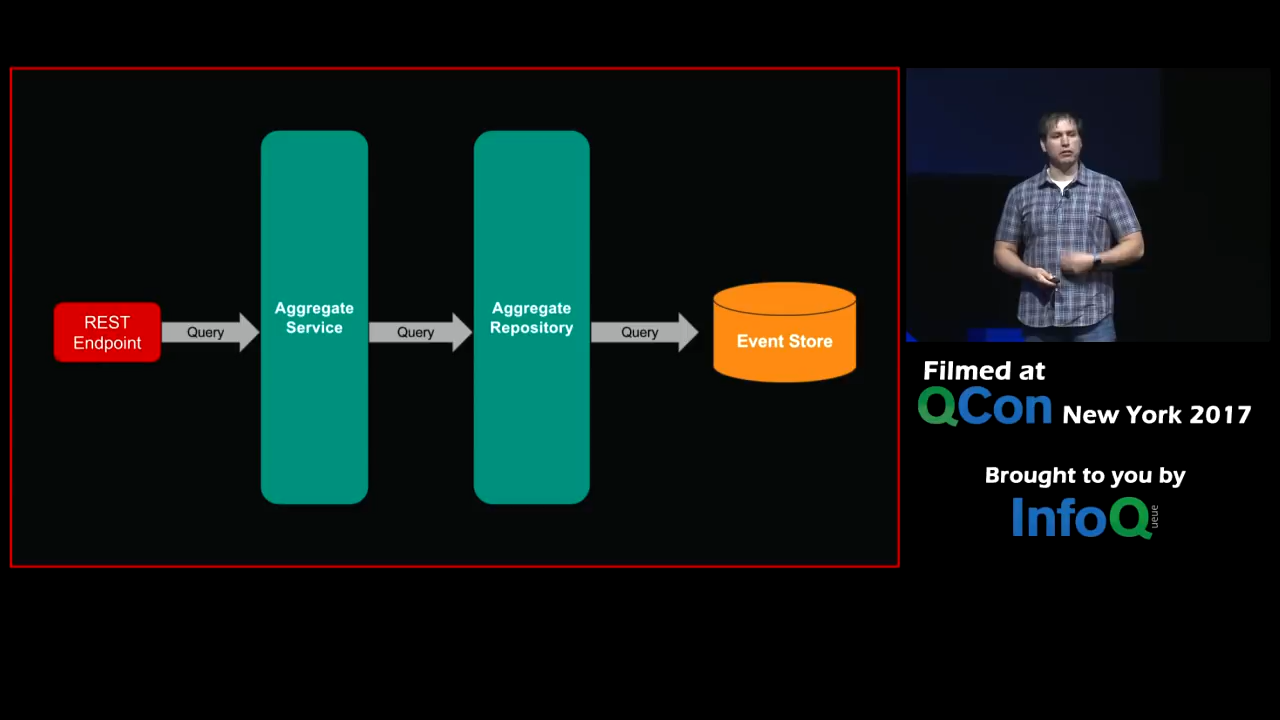 REST
Endpoint
Query
Aggregate
Service
Query
Aggregate
Repository
Query
Event Store
Filmed at
QCon New York 2017
Brought to you by
InfoQ
ueue